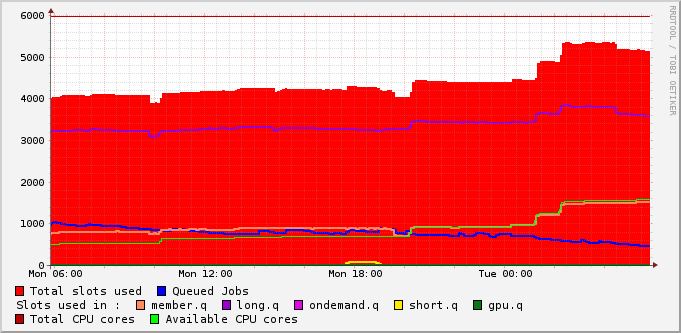 6000
5000
4000
3000
2000
1000
0
Mon 06:00 Mon 12:00 Mon 18:00 Tue 00:00
Total slots used Queued Jobs
Slots used in : member.q long.q ondemand.q short.q gpu.q
Total CPU cores Available CPU cores
RRDTOOL / TOBI OETIKER